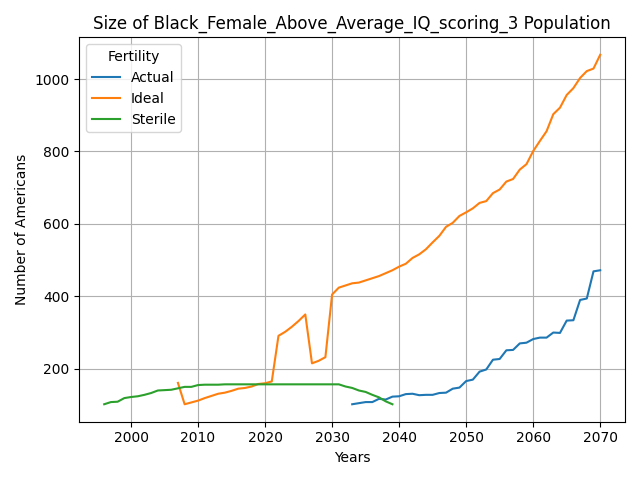 Size of Black_Female_Above_Average_IQ_scoring_3 Population
Fertility
Actual
Ideal
Sterile
Number of Americans
1000
800
600
400
200
2000 2010 2020 2030 2040 2050 2060 2070
Years